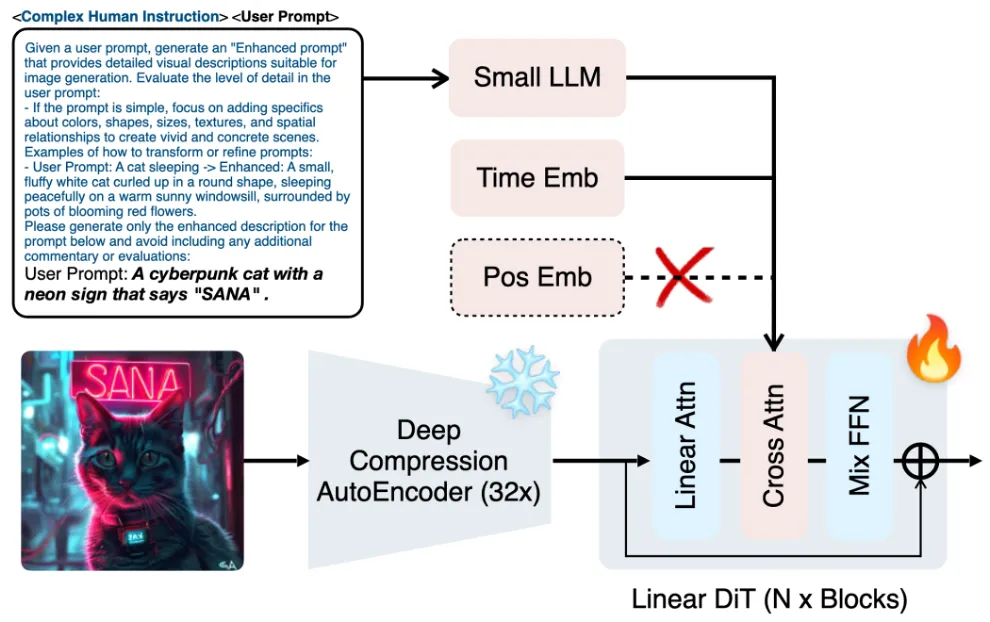 <Complex Human Instruction> <User Prompt>
Given a user prompt, generate an "Enhanced prompt"
that provides detailed visual descriptions suitable for
image generation. Evaluate the level of detail in the
user prompt:
- If the prompt is simple, focus on adding specifics
about colors, shapes, sizes, textures, and spatial
relationships to create vivid and concrete scenes.
Examples of how to transform or refine prompts:
- User Prompt: A cat sleeping -> Enhanced: A small,
fluffy white cat curled up in a round shape, sleeping
peacefully on a warm sunny windowsill, surrounded by
pots of blooming red flowers.
Please generate only the enhanced description for the
prompt below and avoid including any additional
commentary or evaluations:
User Prompt: A cyberpunk cat with a
neon sign that says "SANA" .
Small LLM
Time Emb
Pos Emb
SANA
Deep
Compression
AutoEncoder (32x)
Linear Attn
Cross Attn
Mix FFN
Linear DiT (N x Blocks)